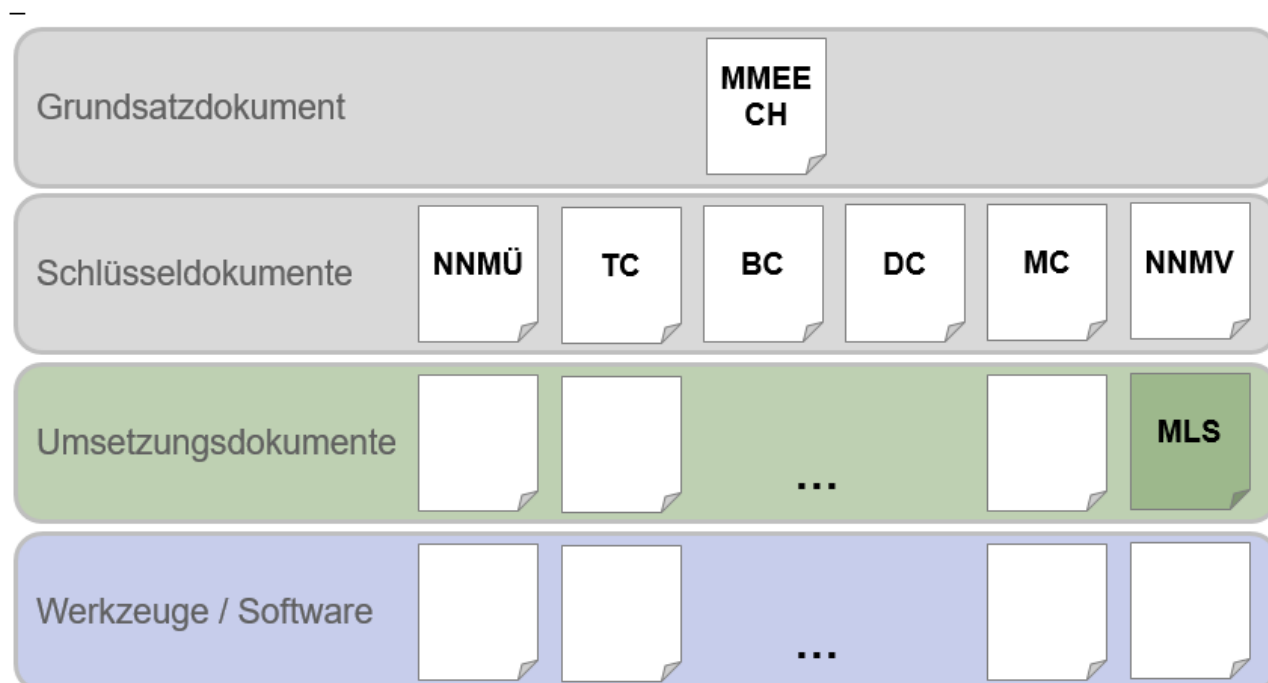 –
Grundsatzdokument
MMEE
CH
Schlüsseldokumente
NNMÜ
TC
BC
DC
MC
NNMV
Umsetzungsdokumente
...
MLS
Werkzeuge / Software
...